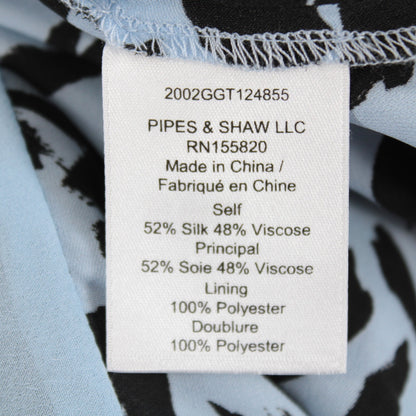 2002GGT124855
PIPES & SHAW LLC
RN155820
Made in China /
Fabriqué en Chine
Self
52% Silk 48% Viscose
Principal
52% Soie 48% Viscose
Lining
100% Polyester
Doublure
100% Polyester